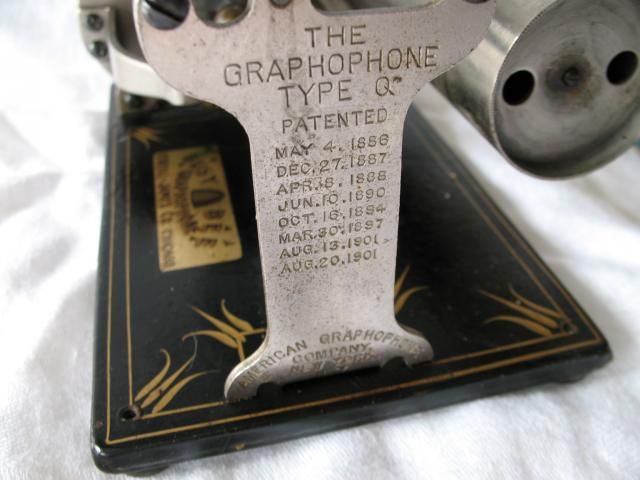 THE
GRAPHOPHONE
TYPE Q.
PATENTED
MAY 4. 1886
DEC. 27. 1887
APR. 18. 1888
JUN. 10. 1890
OCT. 16. 1894
MAR. 30. 1897
AUG. 13. 1901
AUG. 20. 1901
AMERICAN GRAPHOPHONE
COMPANY.
BEE